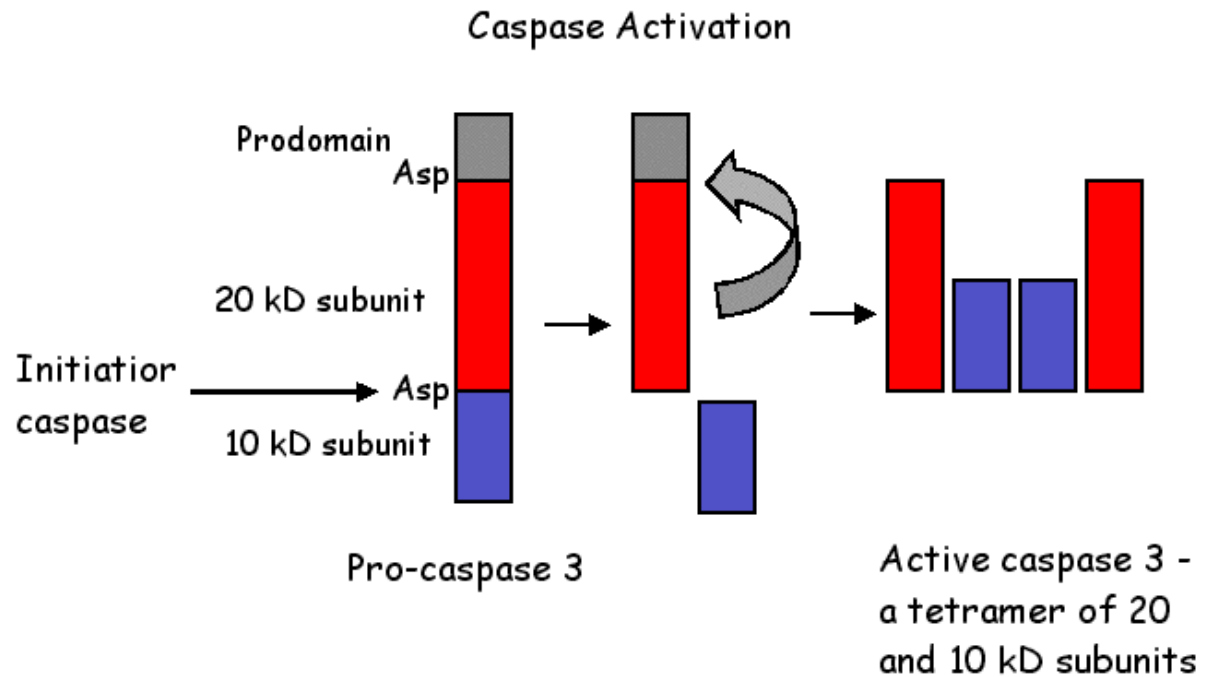 Caspase Activation
Prodomain
Asp
20 kD subunit
Initiatior
caspase
Asp
10 kD subunit
Pro-caspase 3
Active caspase 3 -
a tetramer of 20
and 10 kD subunits